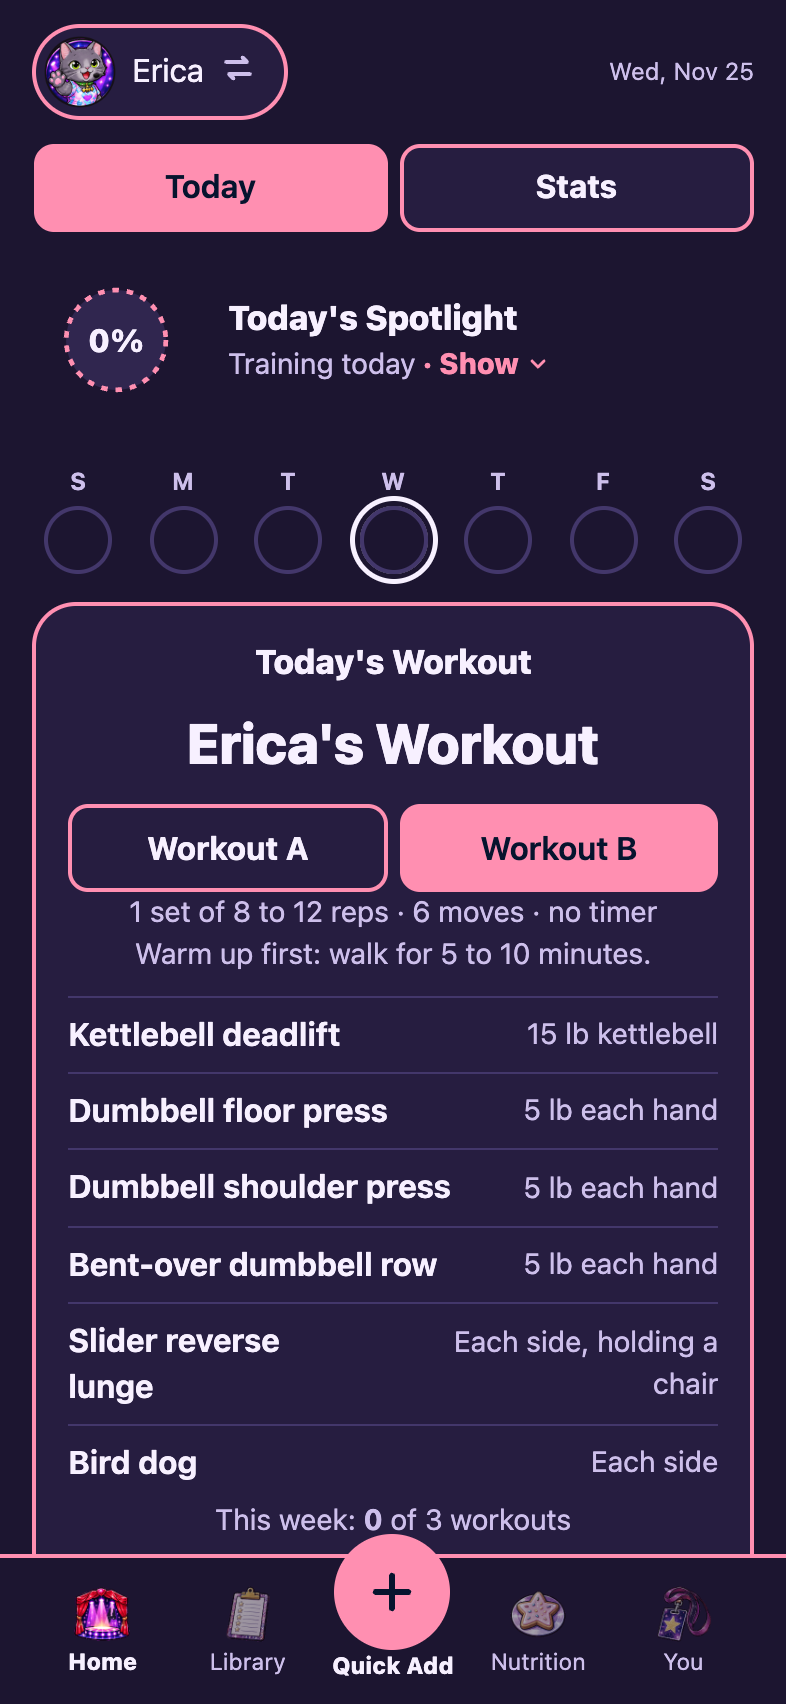 Erica
Wed, Nov 25
Today
Stats
0%
Today's Spotlight
Training today · Show
S M T W T F S
Today's Workout
Erica's Workout
Workout A
Workout B
1 set of 8 to 12 reps · 6 moves · no timer
Warm up first: walk for 5 to 10 minutes.
Kettlebell deadlift
15 lb kettlebell
Dumbbell floor press
5 lb each hand
Dumbbell shoulder press
5 lb each hand
Bent-over dumbbell row
5 lb each hand
Slider reverse
lunge
Each side, holding a
chair
Bird dog
Each side
This week: 0 of 3 workouts
Home
Library
Quick Add
Nutrition
You